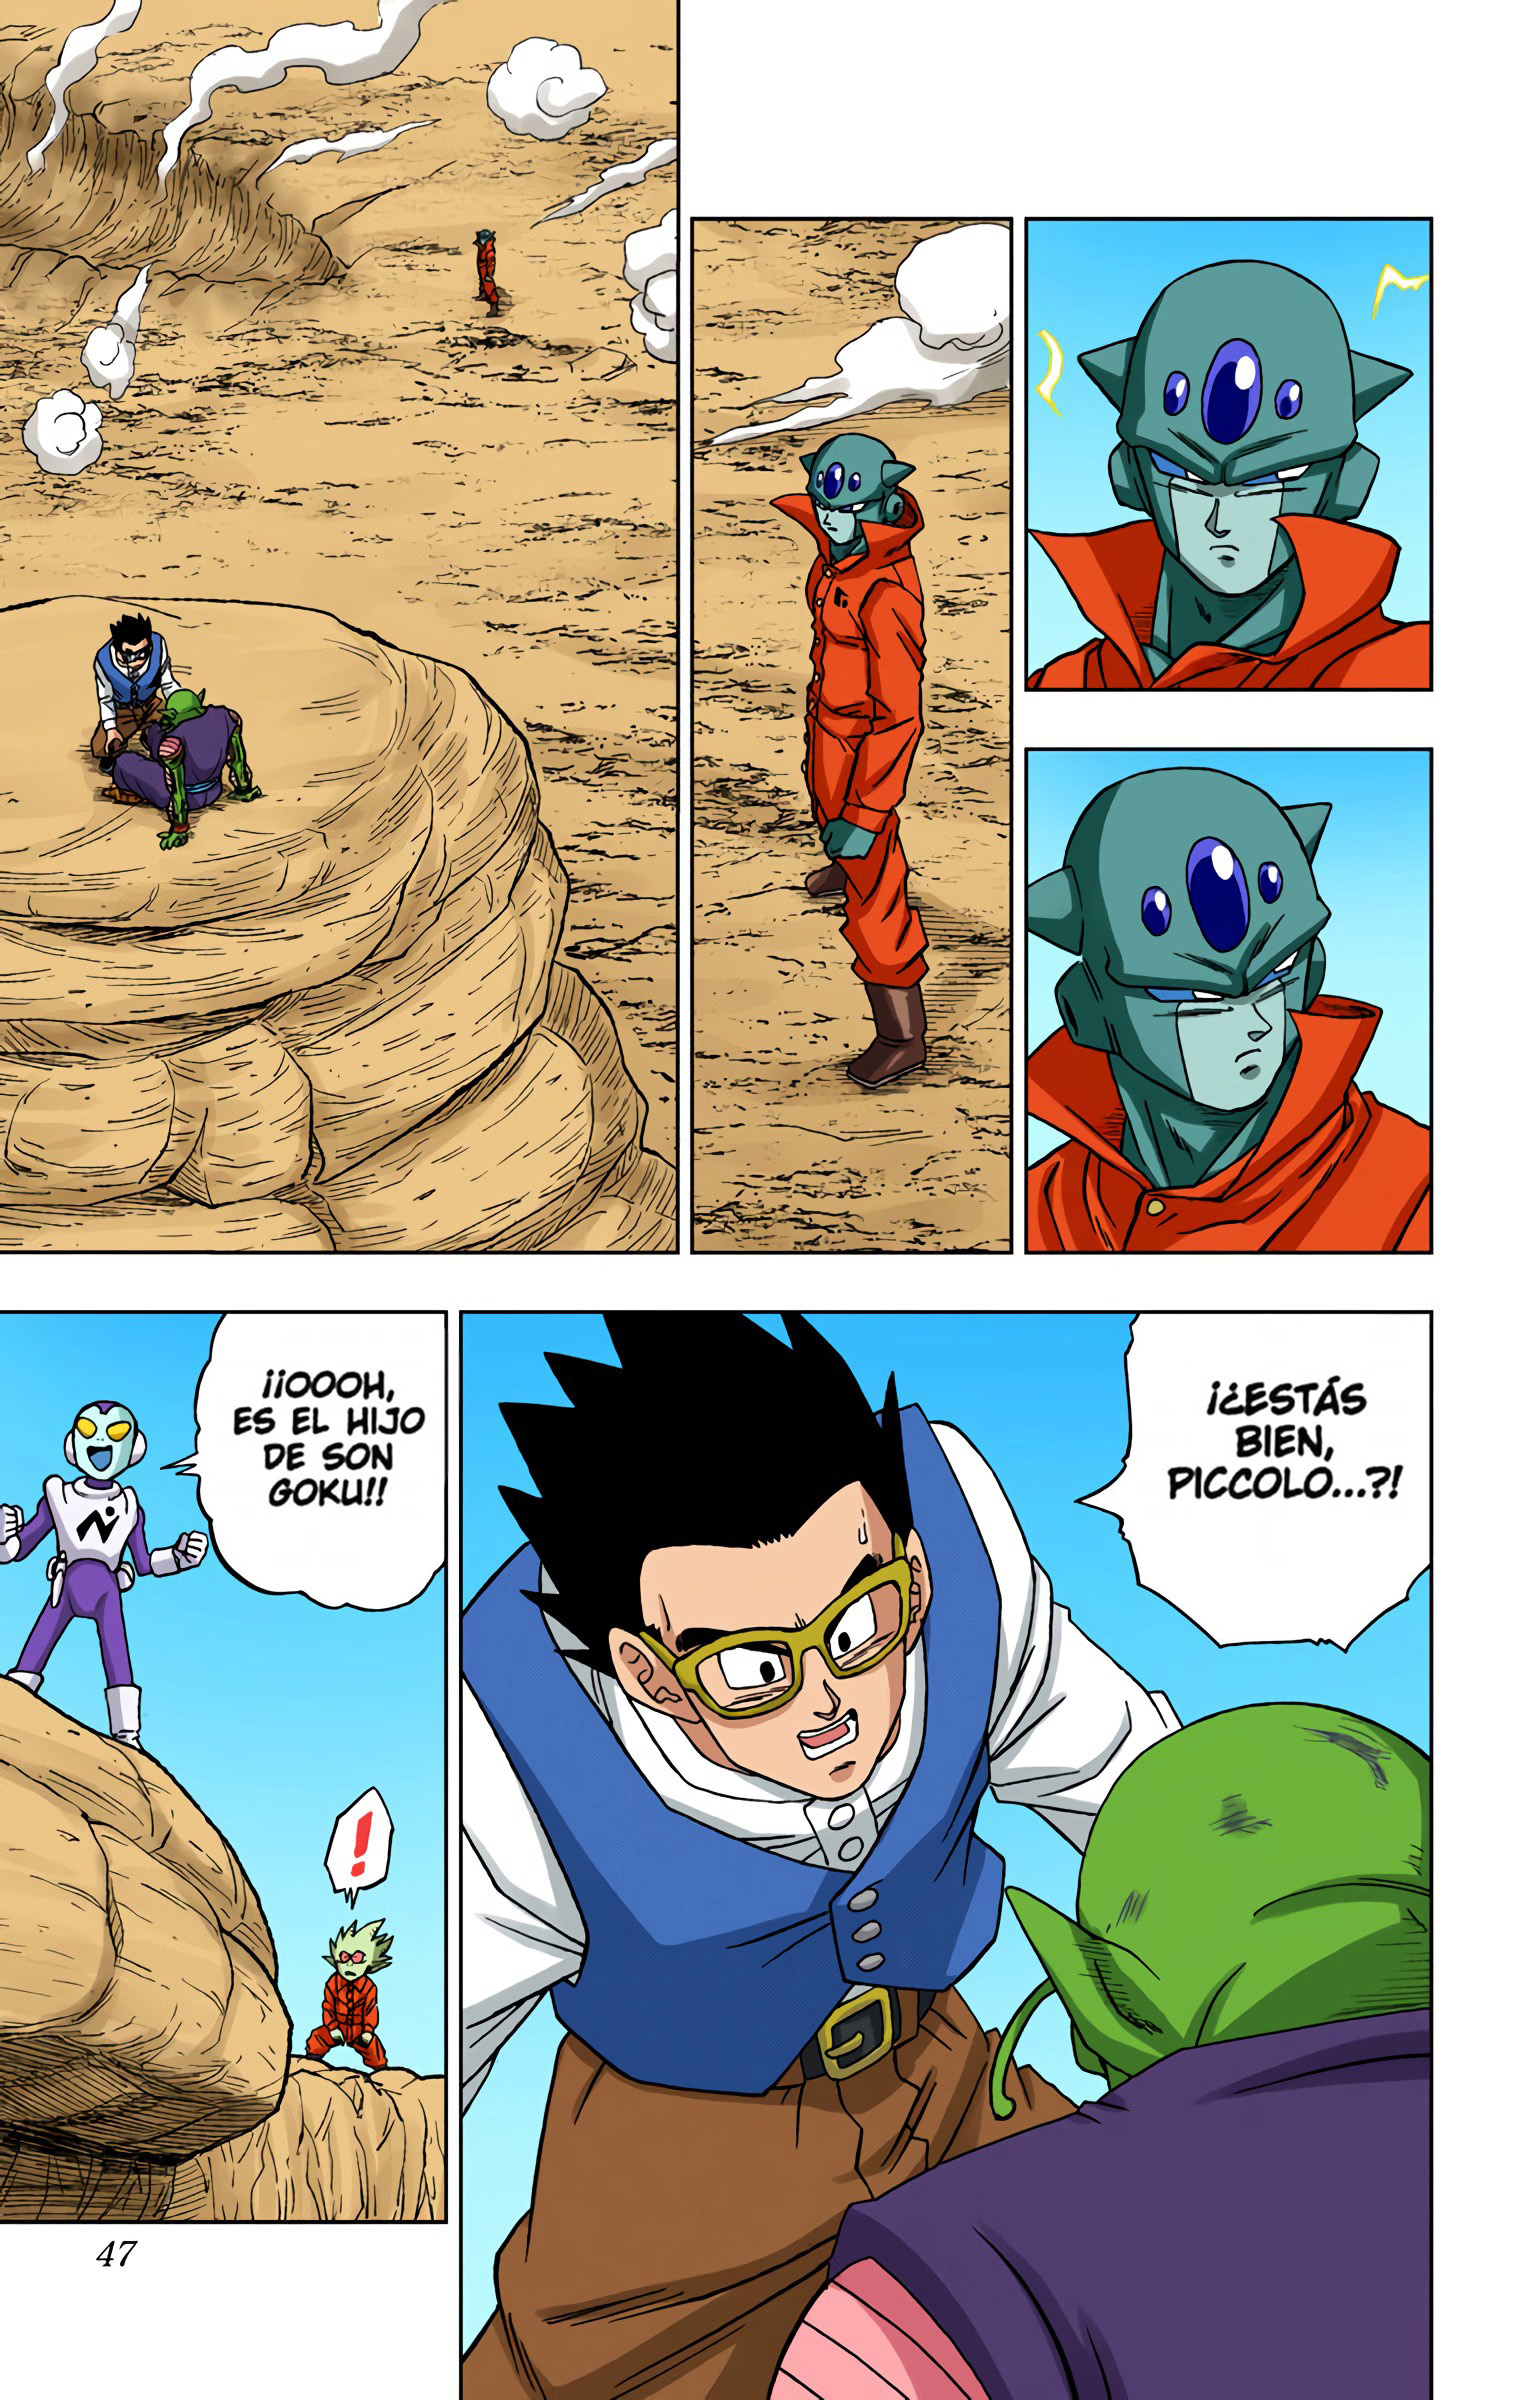 ¡¿ESTÁS
BIEN,
PICCOLO...?!
¡¡OOOH,
ES EL HIJO
DE SON
GOKU!!
!
47